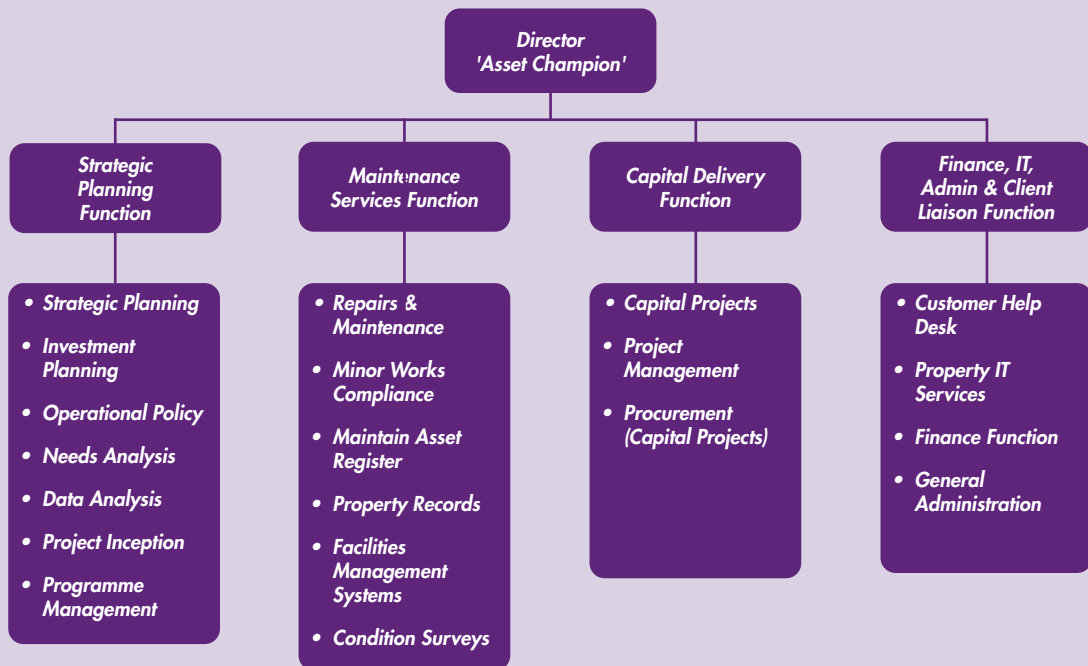 Director
'Asset Champion'
Strategic
Planning
Function
Maintenance
Services Function
Capital Delivery
Function
Finance, IT,
Admin & Client
Liaison Function
• Strategic Planning
• Investment
Planning
• Operational Policy
• Needs Analysis
• Data Analysis
• Project Inception
• Programme
Management
• Repairs &
Maintenance
• Minor Works
Compliance
• Maintain Asset
Register
• Property Records
• Facilities
Management
Systems
• Condition Surveys
• Capital Projects
• Project
Management
• Procurement
(Capital Projects)
• Customer Help
Desk
• Property IT
Services
• Finance Function
• General
Administration